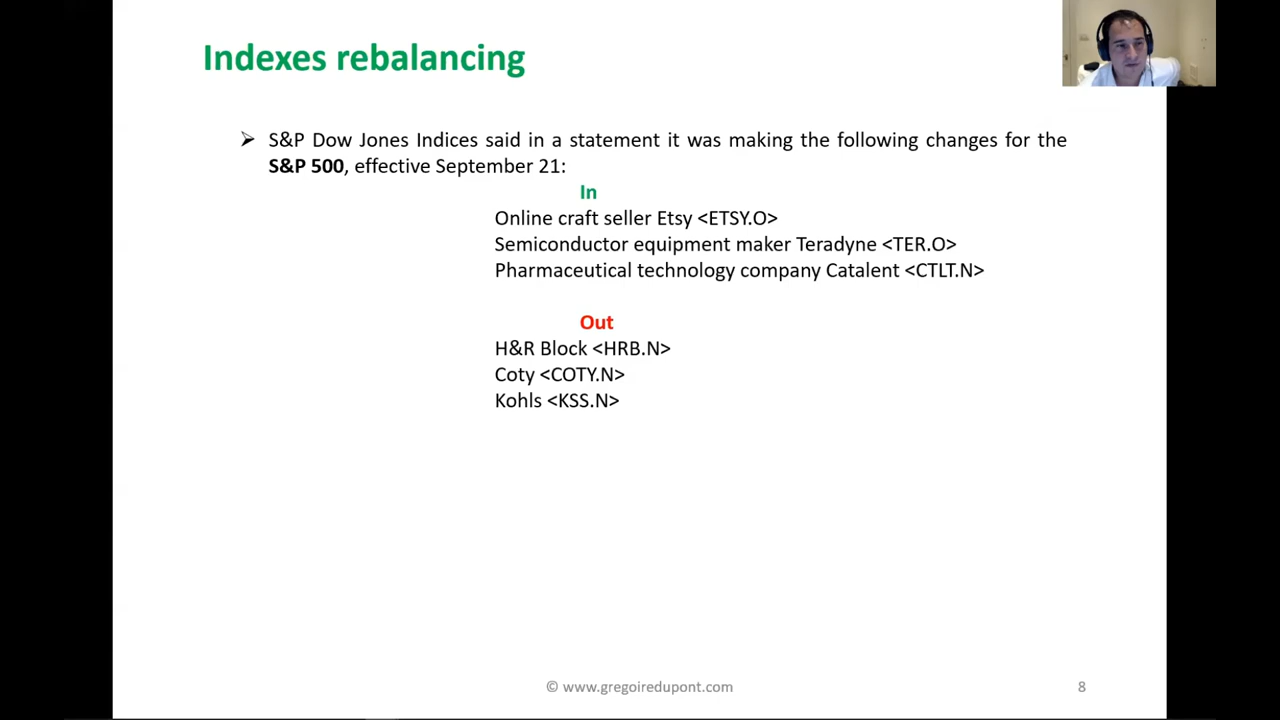 Indexes rebalancing
➢ S&P Dow Jones Indices said in a statement it was making the following changes for the
S&P 500, effective September 21:
In
Online craft seller Etsy <ETSY.O>
Semiconductor equipment maker Teradyne <TER.O>
Pharmaceutical technology company Catalent <CTLT.N>
Out
H&R Block <HRB.N>
Coty <COTY.N>
Kohls <KSS.N>
© www.gregoiredupont.com
8